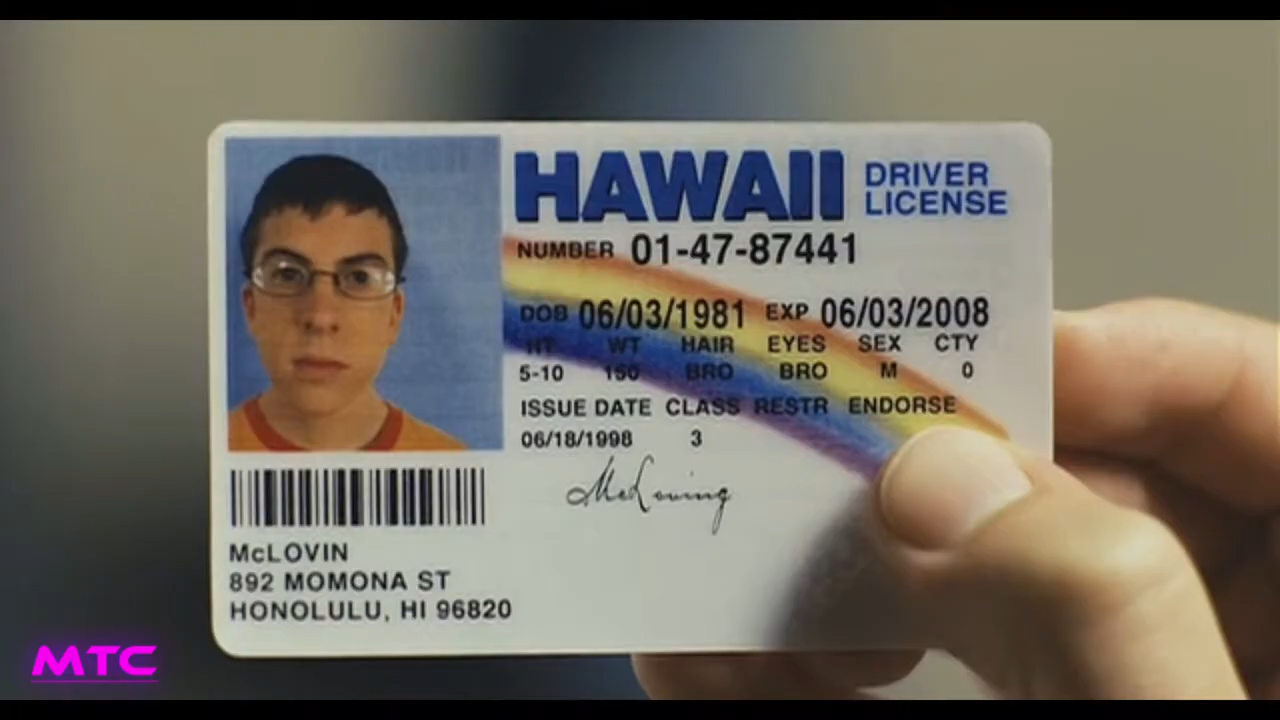 HAWAII DRIVER LICENSE
NUMBER 01-47-87441
DOB 06/03/1981 EXP 06/03/2008
HT WT HAIR EYES SEX CTY
5-10 150 BRO BRO M 0
ISSUE DATE CLASS RESTR ENDORSE
06/18/1998 3
McLoving
McLOVIN
892 MOMONA ST
HONOLULU, HI 96820
MTC